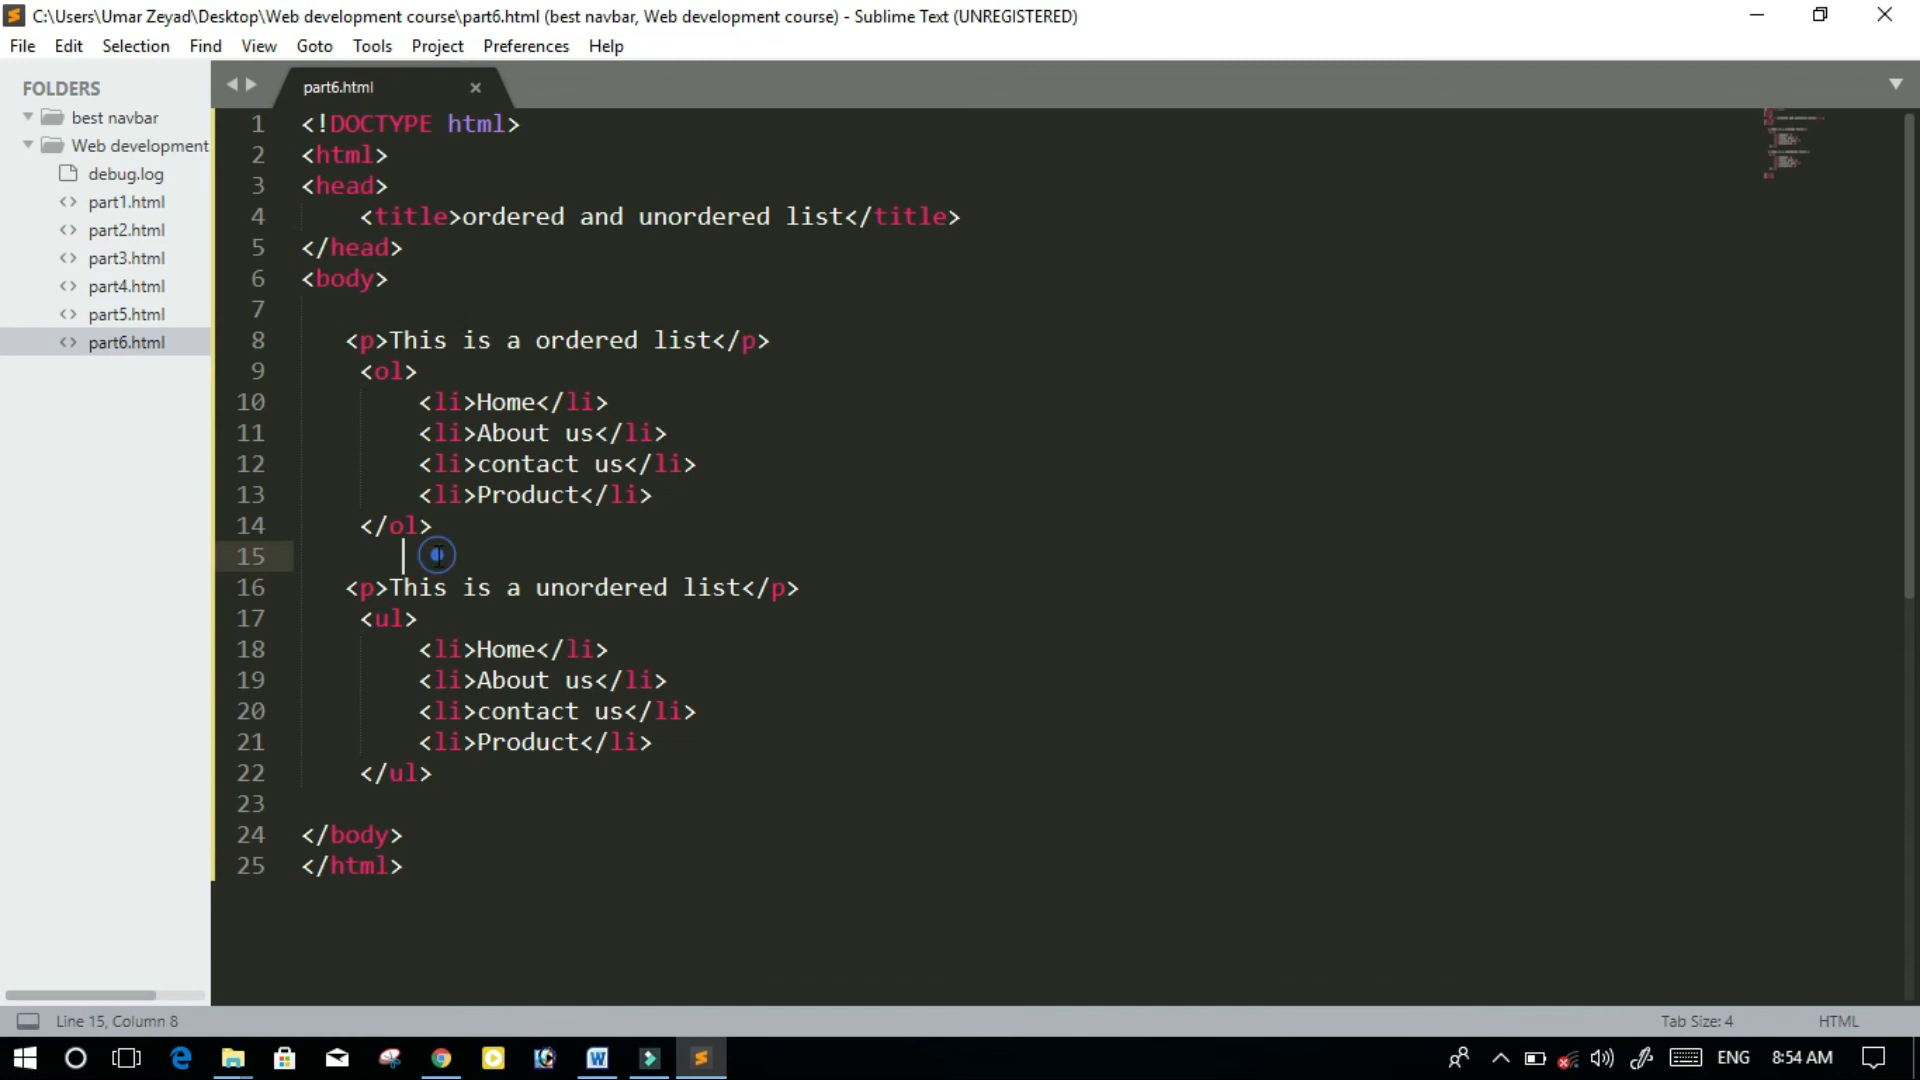 C:\Users\Umar Zeyad\Desktop\Web development course\part6.html (best navbar, Web development course) - Sublime Text (UNREGISTERED)
File Edit Selection Find View Goto Tools Project Preferences Help
FOLDERS
best navbar
Web development
debug.log
part1.html
part2.html
part3.html
part4.html
part5.html
part6.html
part6.html
1 <!DOCTYPE html>
2 <html>
3 <head>
4 <title>ordered and unordered list</title>
5 </head>
6 <body>
7
8 <p>This is a ordered list</p>
9 <ol>
10 <li>Home</li>
11 <li>About us</li>
12 <li>contact us</li>
13 <li>Product</li>
14 </ol>
15
16 <p>This is a unordered list</p>
17 <ul>
18 <li>Home</li>
19 <li>About us</li>
20 <li>contact us</li>
21 <li>Product</li>
22 </ul>
23
24 </body>
25 </html>
Line 15, Column 8 Tab Size: 4 HTML
ENG 8:54 AM